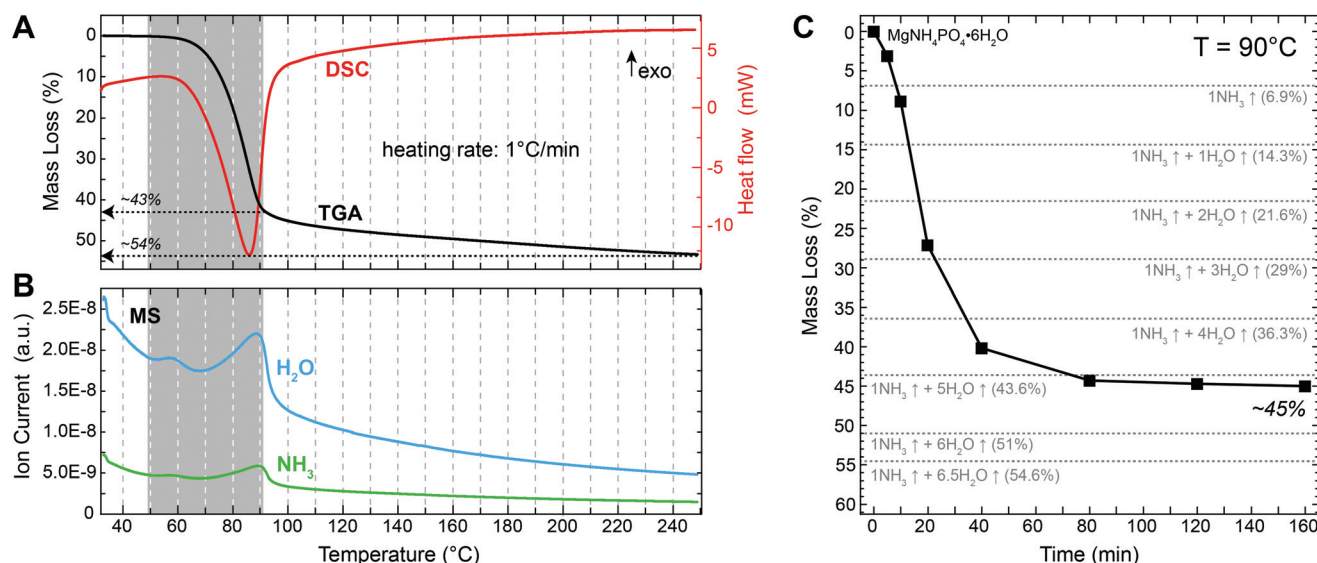 A
0
10
20
30
40
50
Mass Loss (%)
~43%
~54%
DSC
exo
heating rate: 1°C/min
TGA
5
0
-5
-10
Heat flow (mW)
B
2.5E-8
2.0E-8
1.5E-8
1.0E-8
5.0E-9
0
Ion Current (a.u.)
MS
H₂O
NH₃
40 60 80 100 120 140 160 180 200 220 240
Temperature (°C)
C
0
5
10
15
20
25
30
35
40
45
50
55
60
Mass Loss (%)
MgNH₄PO₄•6H₂O
T = 90°C
1NH₃ ↑ (6.9%)
1NH₃ ↑ + 1H₂O ↑ (14.3%)
1NH₃ ↑ + 2H₂O ↑ (21.6%)
1NH₃ ↑ + 3H₂O ↑ (29%)
1NH₃ ↑ + 4H₂O ↑ (36.3%)
1NH₃ ↑ + 5H₂O ↑ (43.6%)
~45%
1NH₃ ↑ + 6H₂O ↑ (51%)
1NH₃ ↑ + 6.5H₂O ↑ (54.6%)
0 20 40 60 80 100 120 140 160
Time (min)